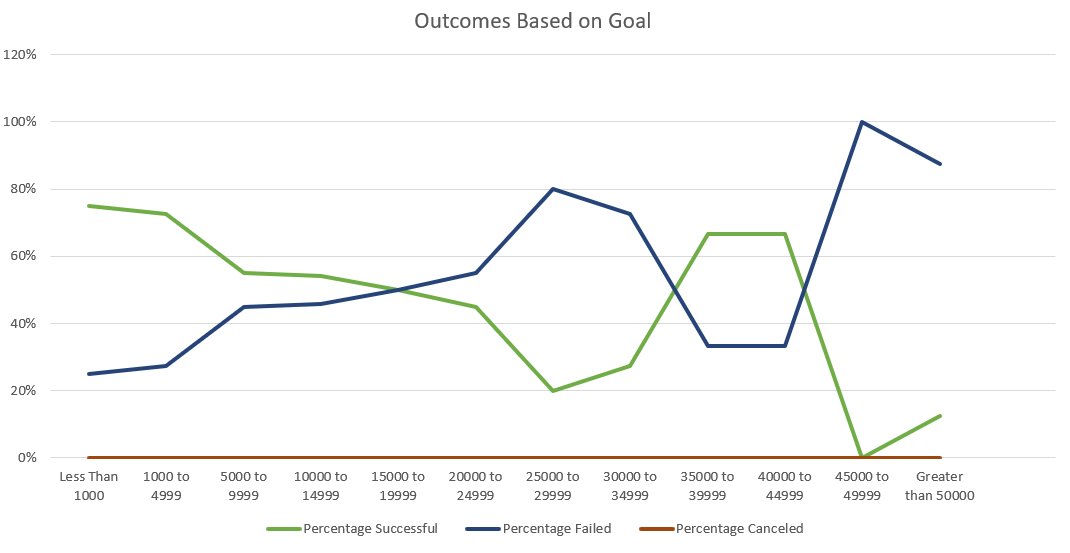 Outcomes Based on Goal
120%
100%
80%
60%
40%
20%
0%
Less Than 1000
1000 to 4999
5000 to 9999
10000 to 14999
15000 to 19999
20000 to 24999
25000 to 29999
30000 to 34999
35000 to 39999
40000 to 44999
45000 to 49999
Greater than 50000
Percentage Successful
Percentage Failed
Percentage Canceled